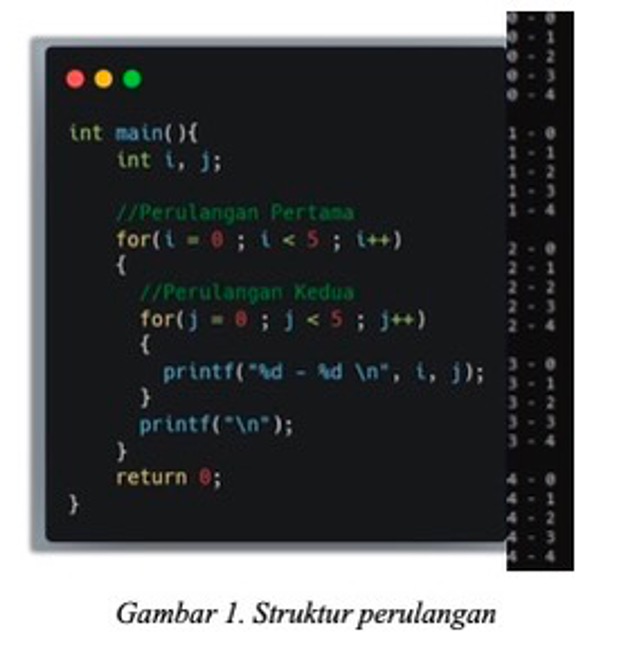 int main(){
int i, j;
//Perulangan Pertama
for(i = 0 ; i < 5 ; i++)
{
//Perulangan Kedua
for(j = 0 ; j < 5 ; j++)
{
printf("%d - %d \n", i, j);
}
printf("\n");
}
return 0;
}
0 - 0
0 - 1
0 - 2
0 - 3
0 - 4
1 - 0
1 - 1
1 - 2
1 - 3
1 - 4
2 - 0
2 - 1
2 - 2
2 - 3
2 - 4
3 - 0
3 - 1
3 - 2
3 - 3
3 - 4
4 - 0
4 - 1
4 - 2
4 - 3
4 - 4
Gambar 1. Struktur perulangan